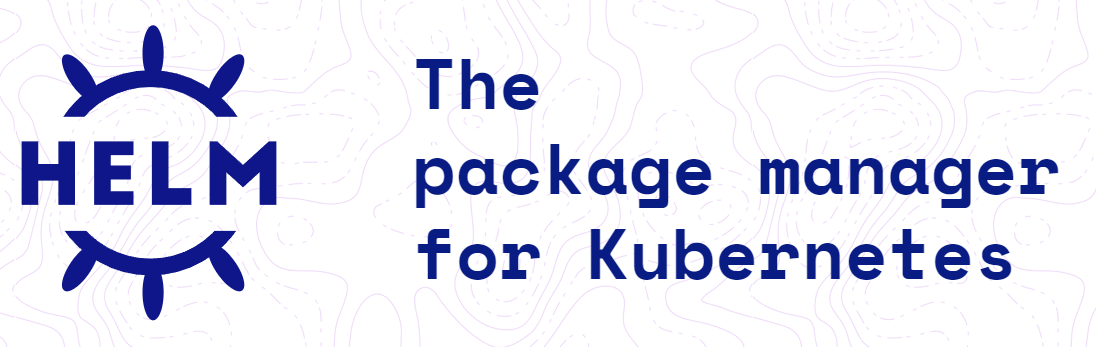 HELM
The
package manager
for Kubernetes